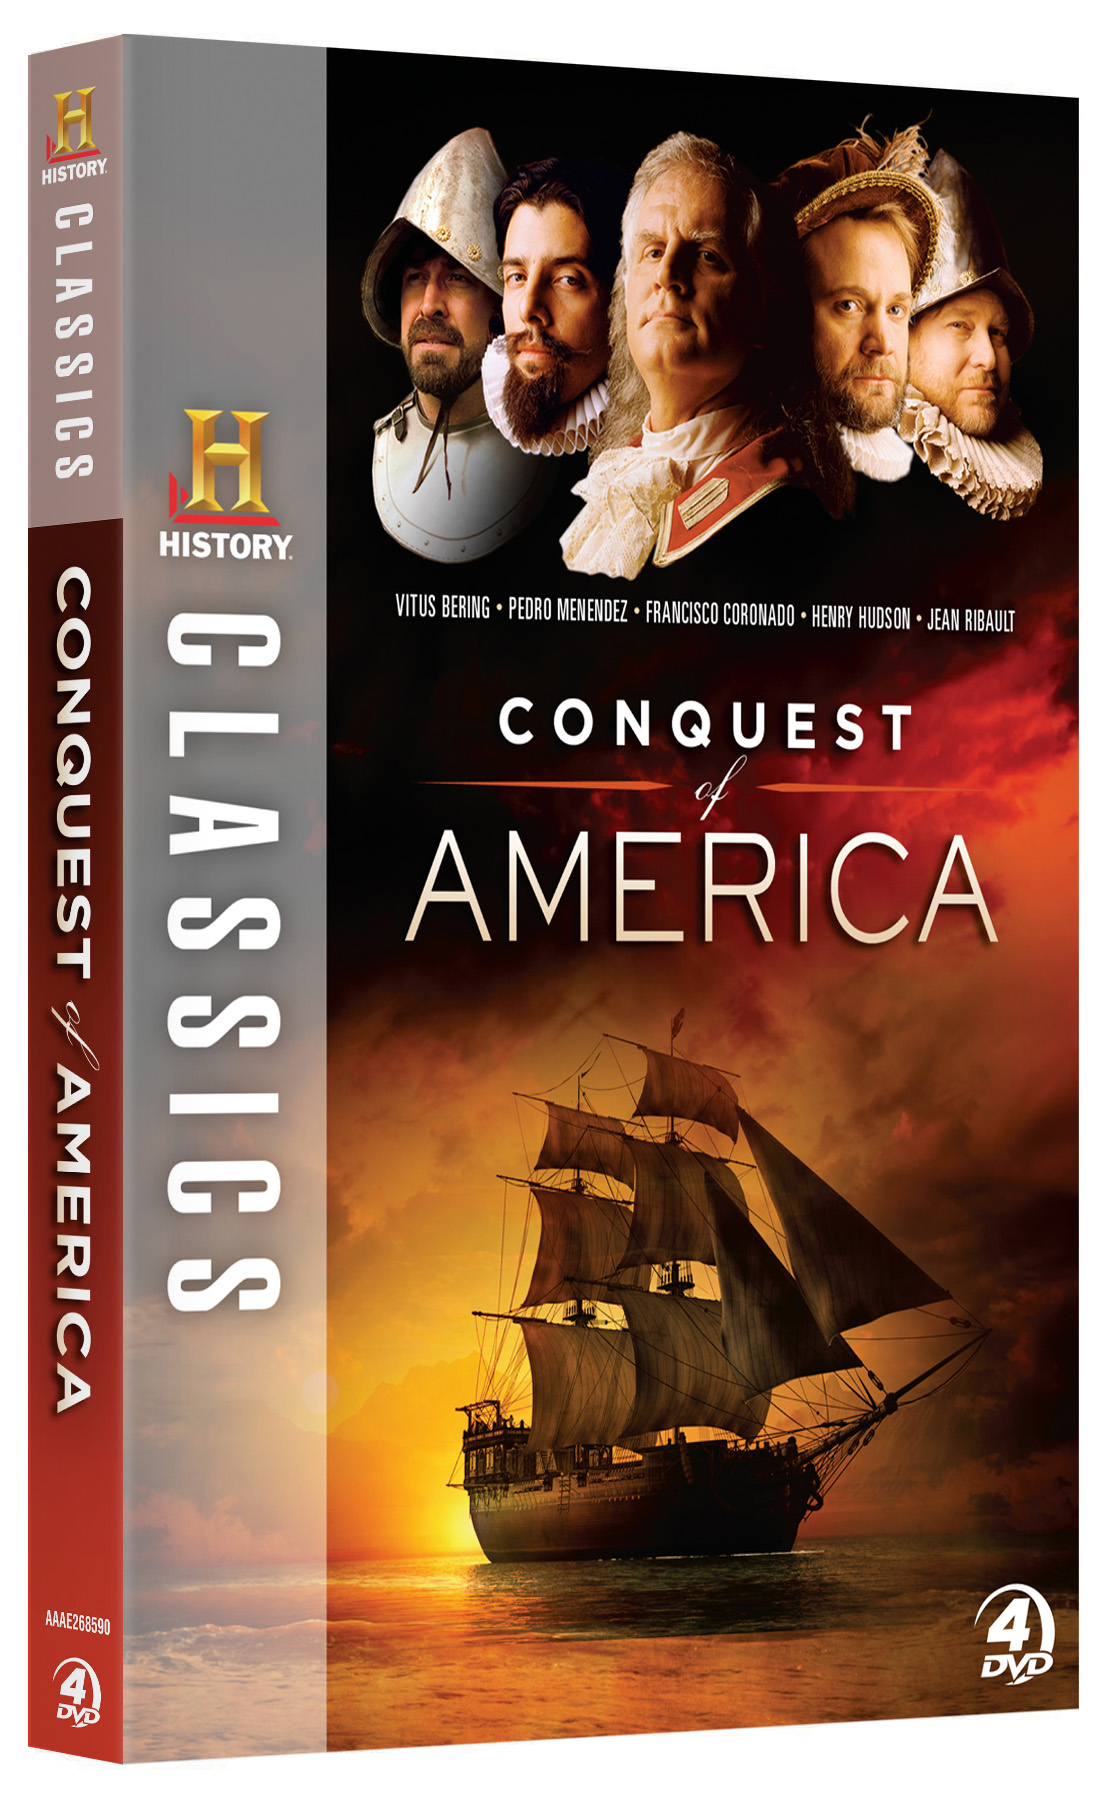 H
HISTORY
CLASSICS
CONQUEST of AMERICA
AAAE268590
4
DVD
H
HISTORY.
CLASSICS
VITUS BERING • PEDRO MENENDEZ • FRANCISCO CORONADO • HENRY HUDSON • JEAN RIBAULT
CONQUEST
of
AMERICA
4
DVD